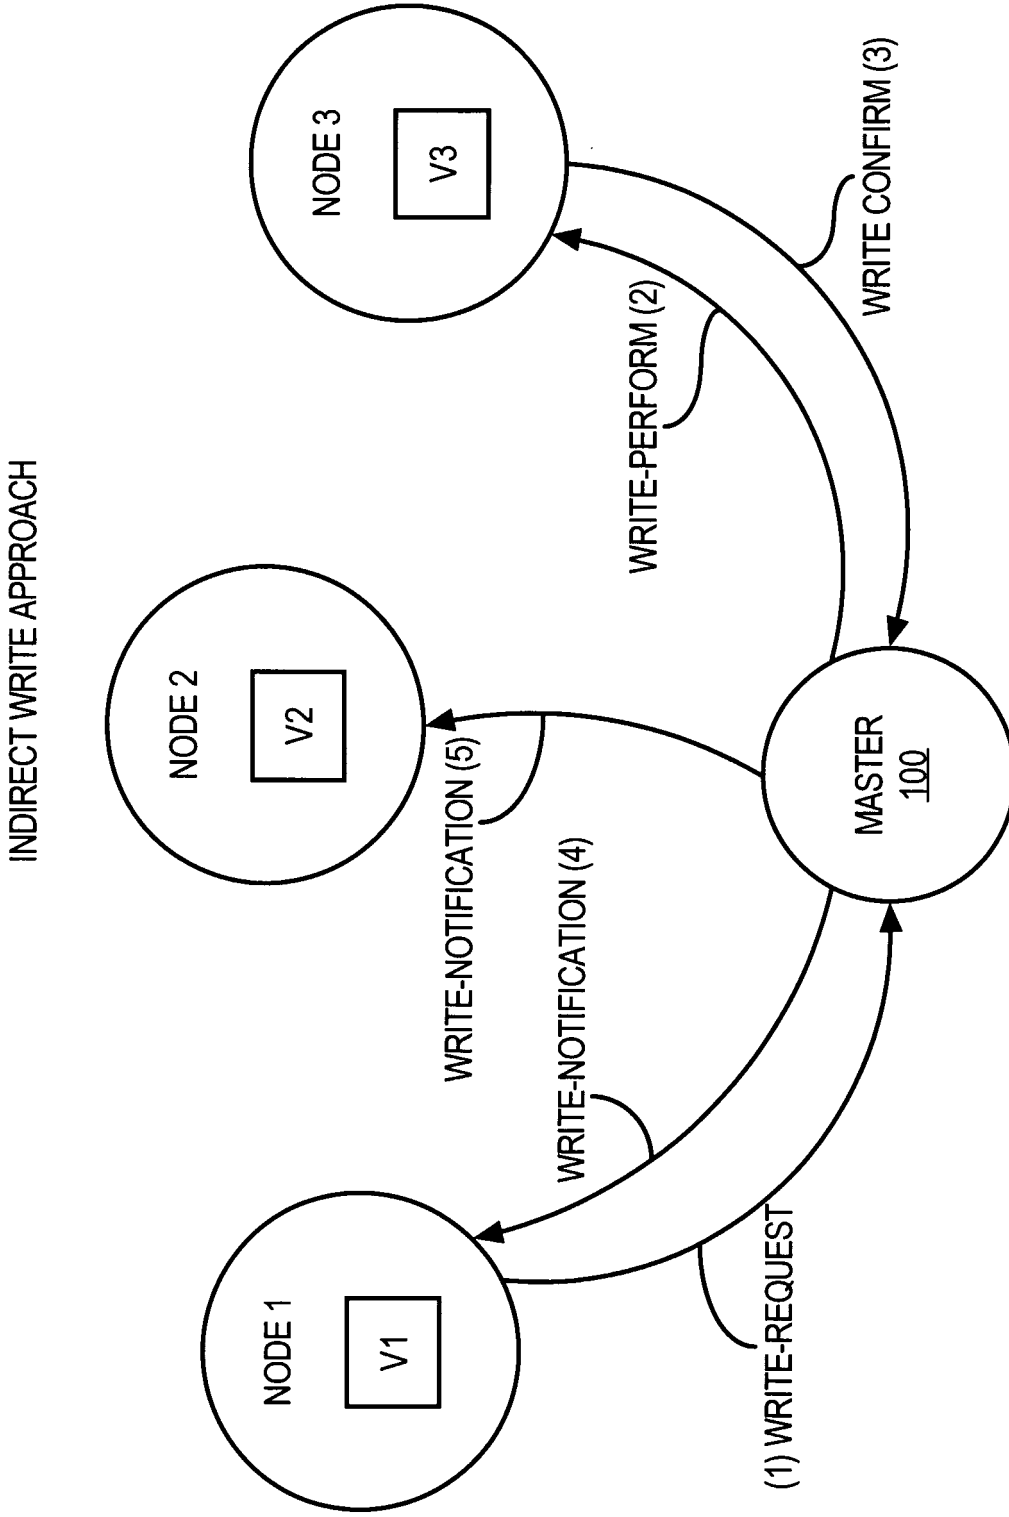 INDIRECT WRITE APPROACH
NODE 1
V1
NODE 2
V2
NODE 3
V3
(1) WRITE-REQUEST
WRITE-NOTIFICATION (4)
WRITE-NOTIFICATION (5)
WRITE-PERFORM (2)
WRITE CONFIRM (3)
MASTER
100